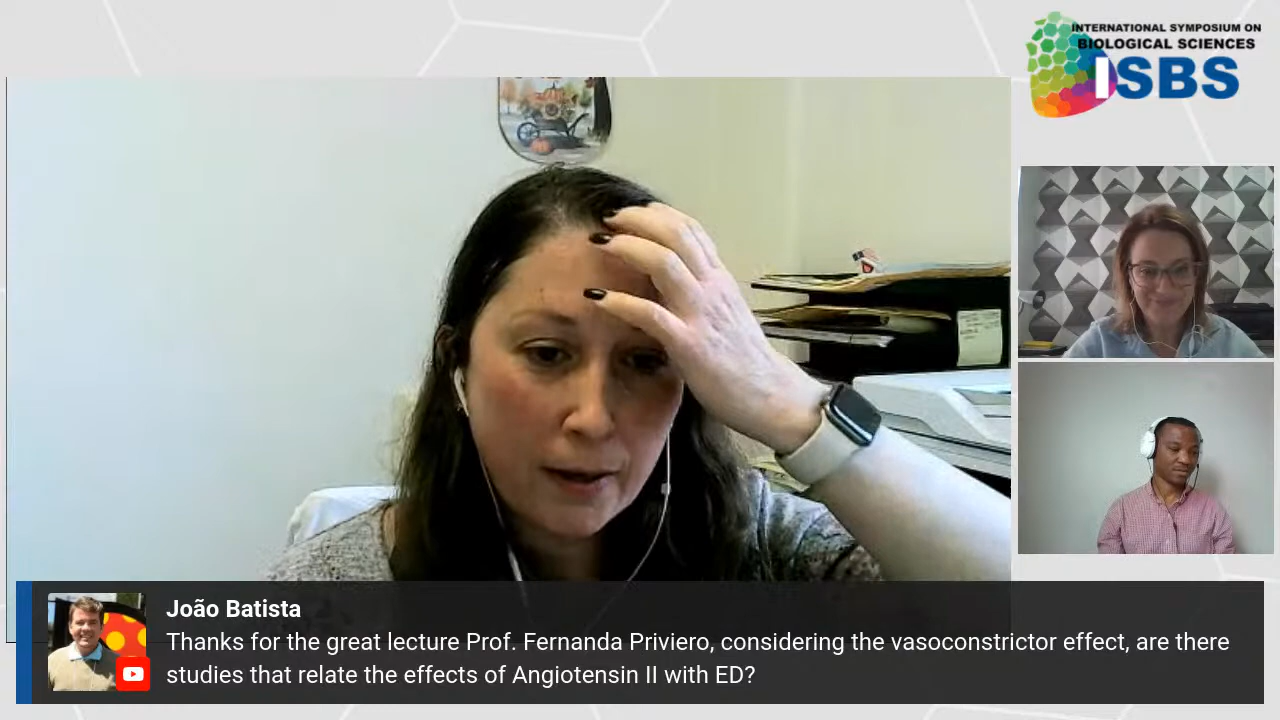 INTERNATIONAL SYMPOSIUM ON
BIOLOGICAL SCIENCES
ISBS
João Batista
Thanks for the great lecture Prof. Fernanda Priviero, considering the vasoconstrictor effect, are there
studies that relate the effects of Angiotensin II with ED?